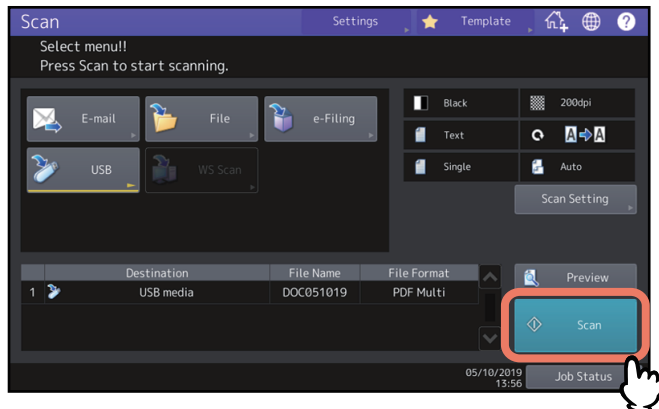 Scan Settings Template ?
Select menu!!
Press Scan to start scanning.
E-mail File e-Filing
USB WS Scan
Black 200dpi
Text A A
Single Auto
Scan Setting
Destination File Name File Format
1 USB media DOC051019 PDF Multi
Preview
Scan
05/10/2019
13:56
Job Status